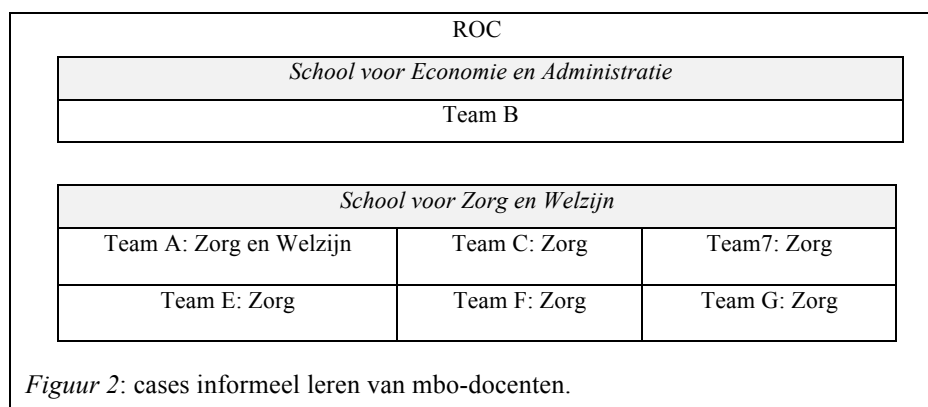 ROC
School voor Economie en Administratie
Team B
School voor Zorg en Welzijn
Team A: Zorg en Welzijn Team C: Zorg Team7: Zorg
Team E: Zorg Team F: Zorg Team G: Zorg
Figuur 2: cases informeel leren van mbo-docenten.